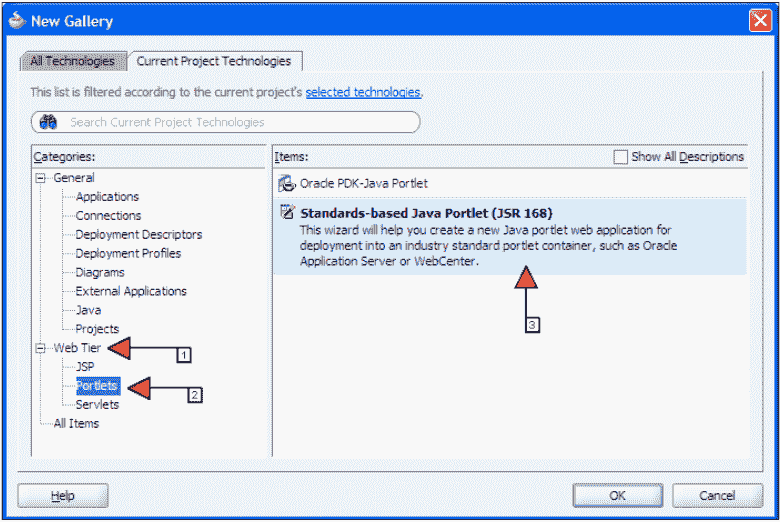 New Gallery
All Technologies
Current Project Technologies
This list is filtered according to the current project's selected technologies.
Search Current Project Technologies
Categories:
General
Applications
Connections
Deployment Descriptors
Deployment Profiles
Diagrams
External Applications
Java
Projects
Web Tier
1
JSP
Portlets
2
Servlets
All Items
Items:
Show All Descriptions
Oracle PDK-Java Portlet
Standards-based Java Portlet (JSR 168)
This wizard will help you create a new Java portlet web application for
deployment into an industry standard portlet container, such as Oracle
Application Server or WebCenter.
3
Help
OK
Cancel